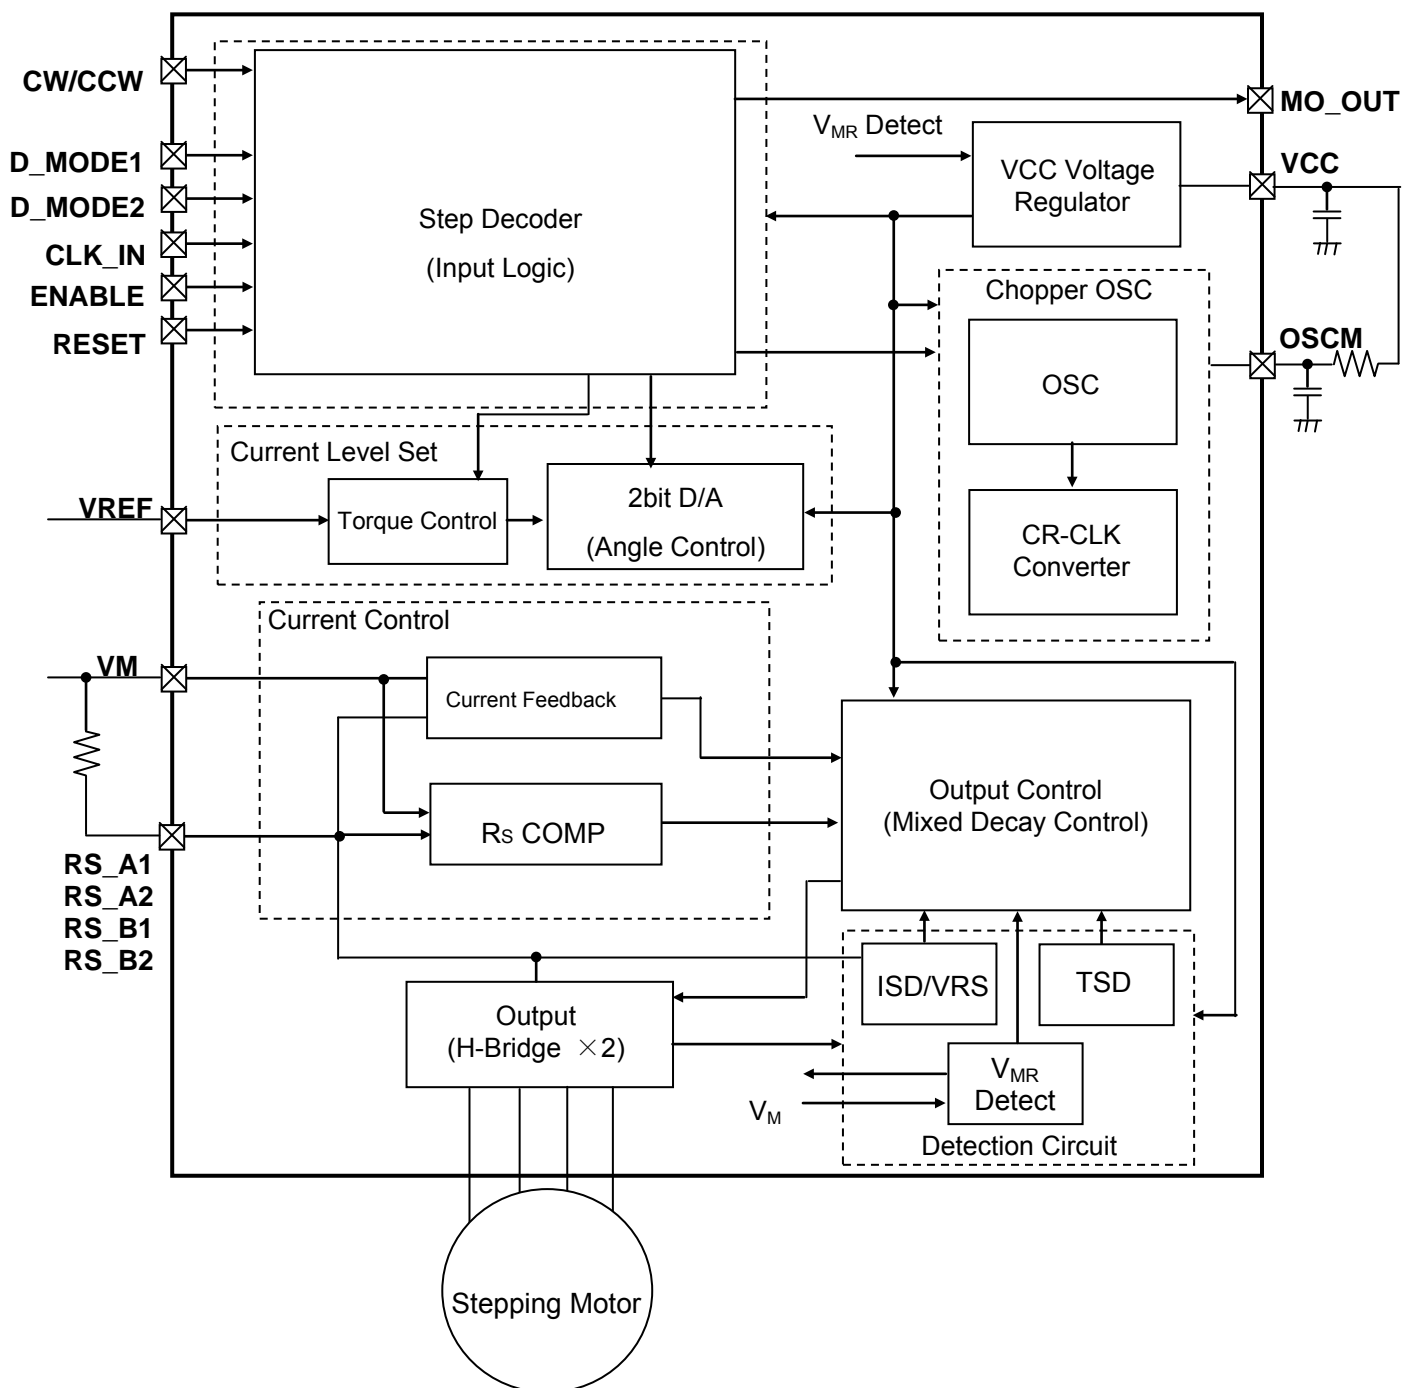 CW/CCW
D_MODE1
D_MODE2
CLK_IN
ENABLE
RESET
Step Decoder
(Input Logic)
MO_OUT
VMR Detect
VCC Voltage
Regulator
VCC
Chopper OSC
OSC
CR-CLK
Converter
OSCM
Current Level Set
VREF
Torque Control
2bit D/A
(Angle Control)
Current Control
VM
Current Feedback
RS COMP
RS_A1
RS_A2
RS_B1
RS_B2
Output Control
(Mixed Decay Control)
ISD/VRS
TSD
Output
(H-Bridge ×2)
VM
VMR
Detect
Detection Circuit
Stepping Motor